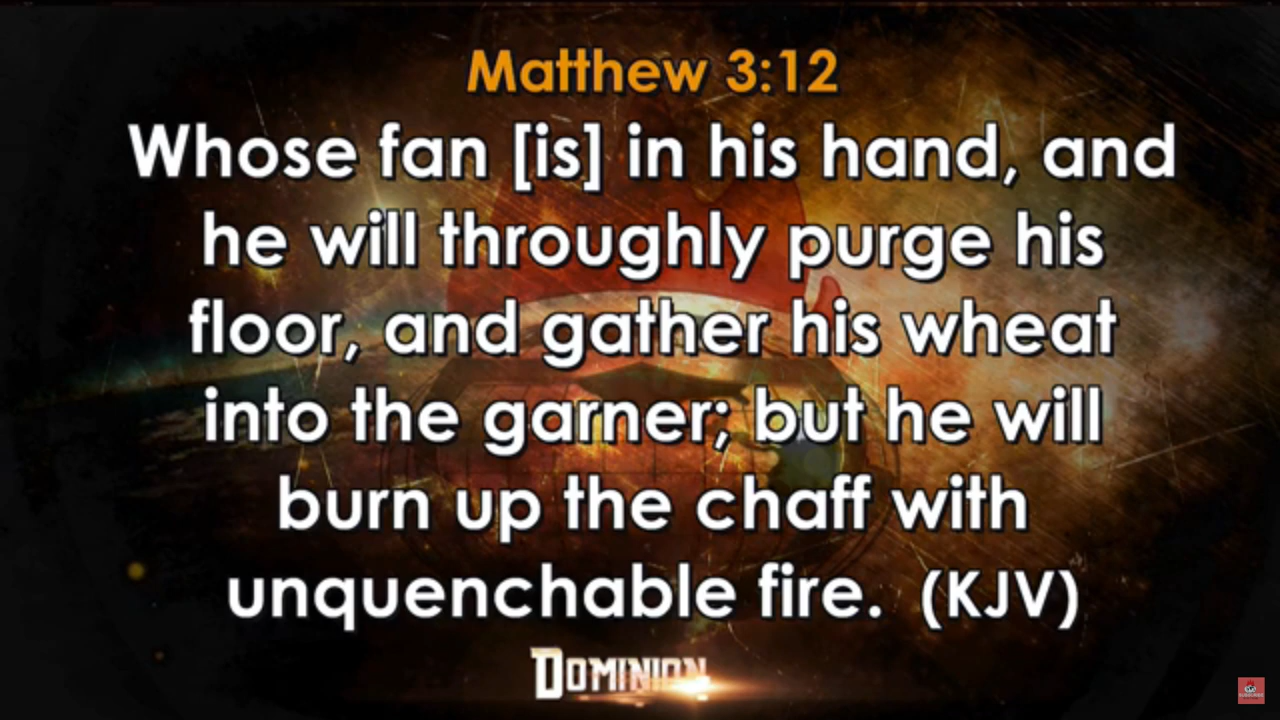 Matthew 3:12
Whose fan [is] in his hand, and
he will throughly purge his
floor, and gather his wheat
into the garner; but he will
burn up the chaff with
unquenchable fire. (KJV)
DOMINION